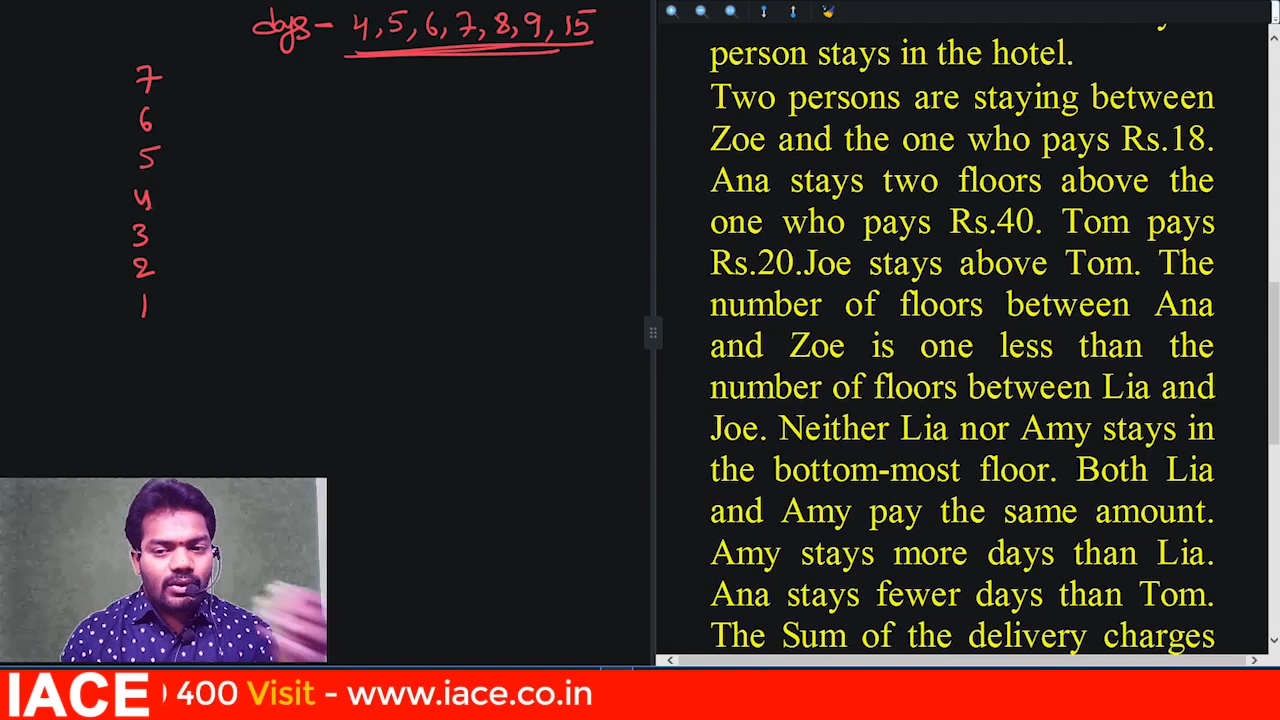 days - 4, 5, 6, 7, 8, 9, 15
7
6
5
4
3
2
1
person stays in the hotel.
Two persons are staying between
Zoe and the one who pays Rs.18.
Ana stays two floors above the
one who pays Rs.40. Tom pays
Rs.20.Joe stays above Tom. The
number of floors between Ana
and Zoe is one less than the
number of floors between Lia and
Joe. Neither Lia nor Amy stays in
the bottom-most floor. Both Lia
and Amy pay the same amount.
Amy stays more days than Lia.
Ana stays fewer days than Tom.
The Sum of the delivery charges
IACE 400 Visit - www.iace.co.in